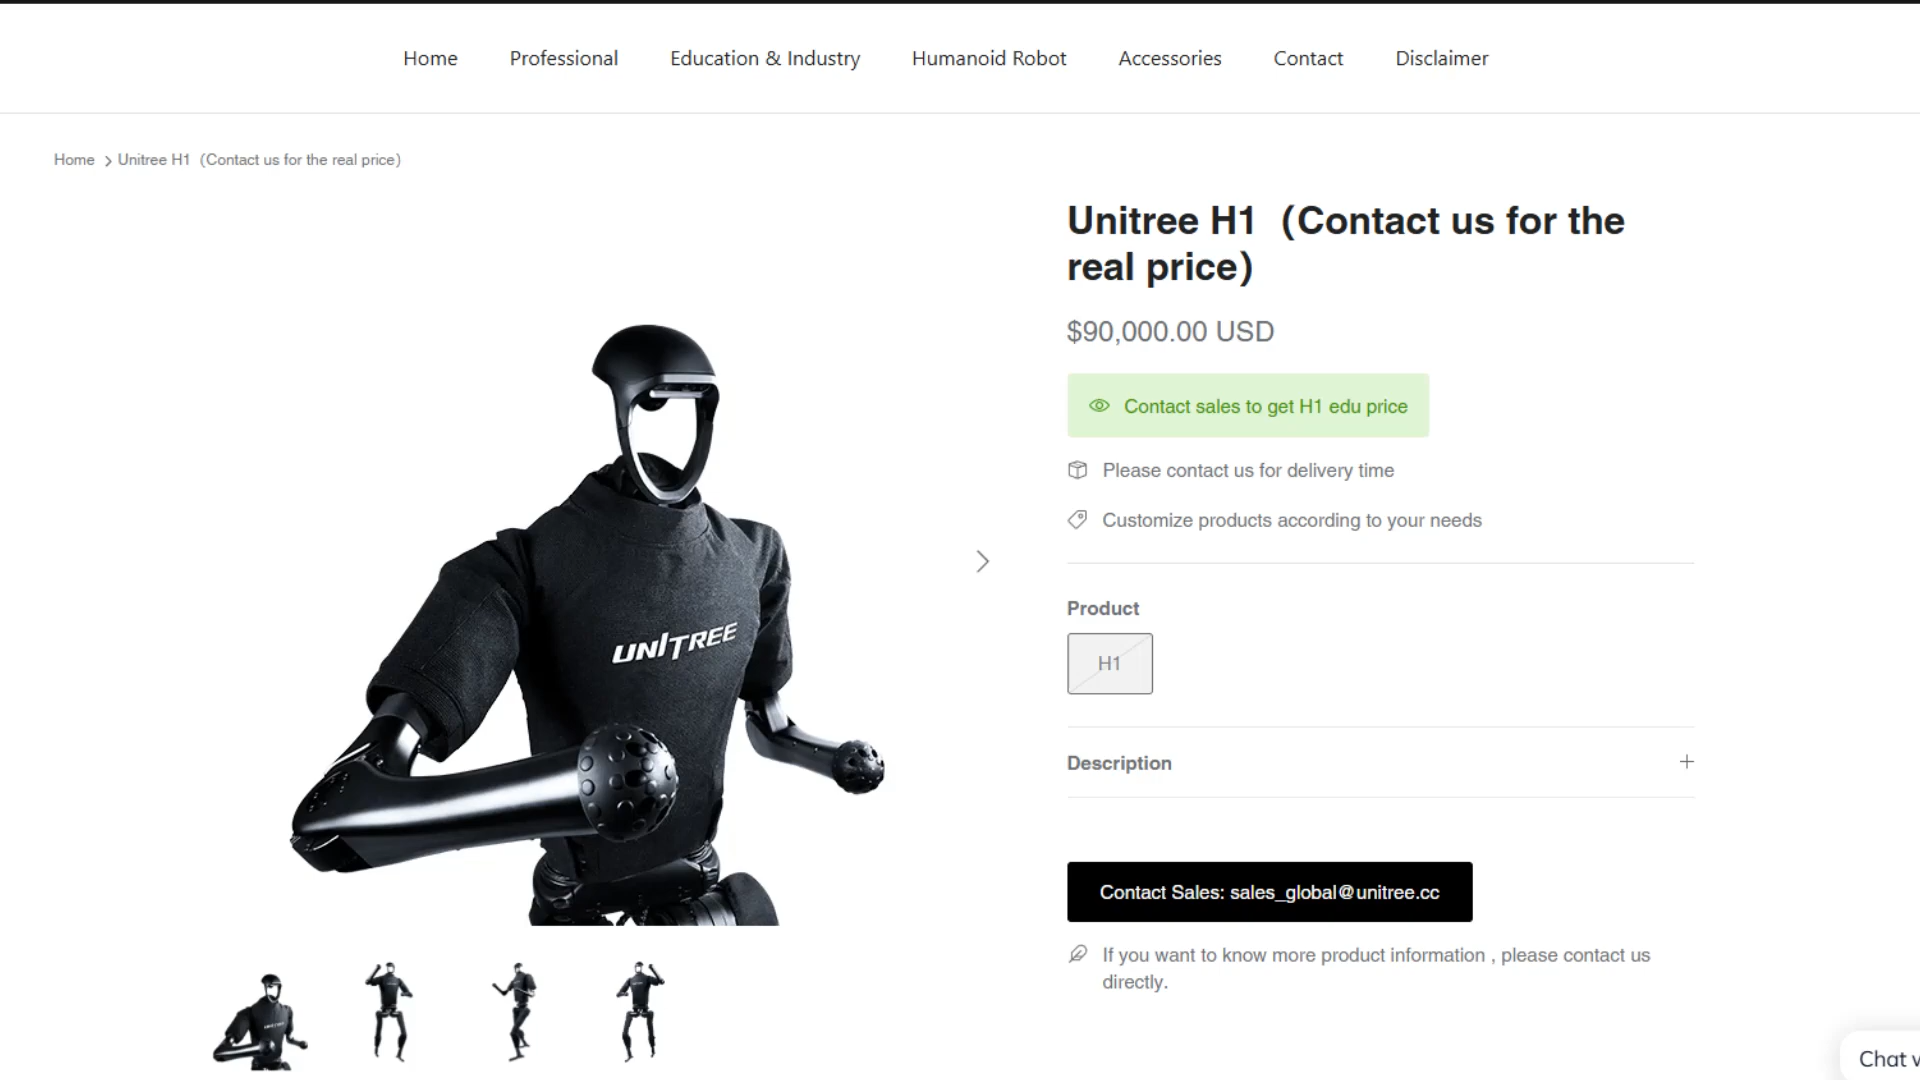 Home Professional Education & Industry Humanoid Robot Accessories Contact Disclaimer
Home Unitree H1（Contact us for the real price）
Unitree H1（Contact us for the
real price）
$90,000.00 USD
Contact sales to get H1 edu price
Please contact us for delivery time
Customize products according to your needs
UNITREE
Product
H1
Description
Contact Sales: sales_global@unitree.cc
If you want to know more product information , please contact us
directly.
Chat